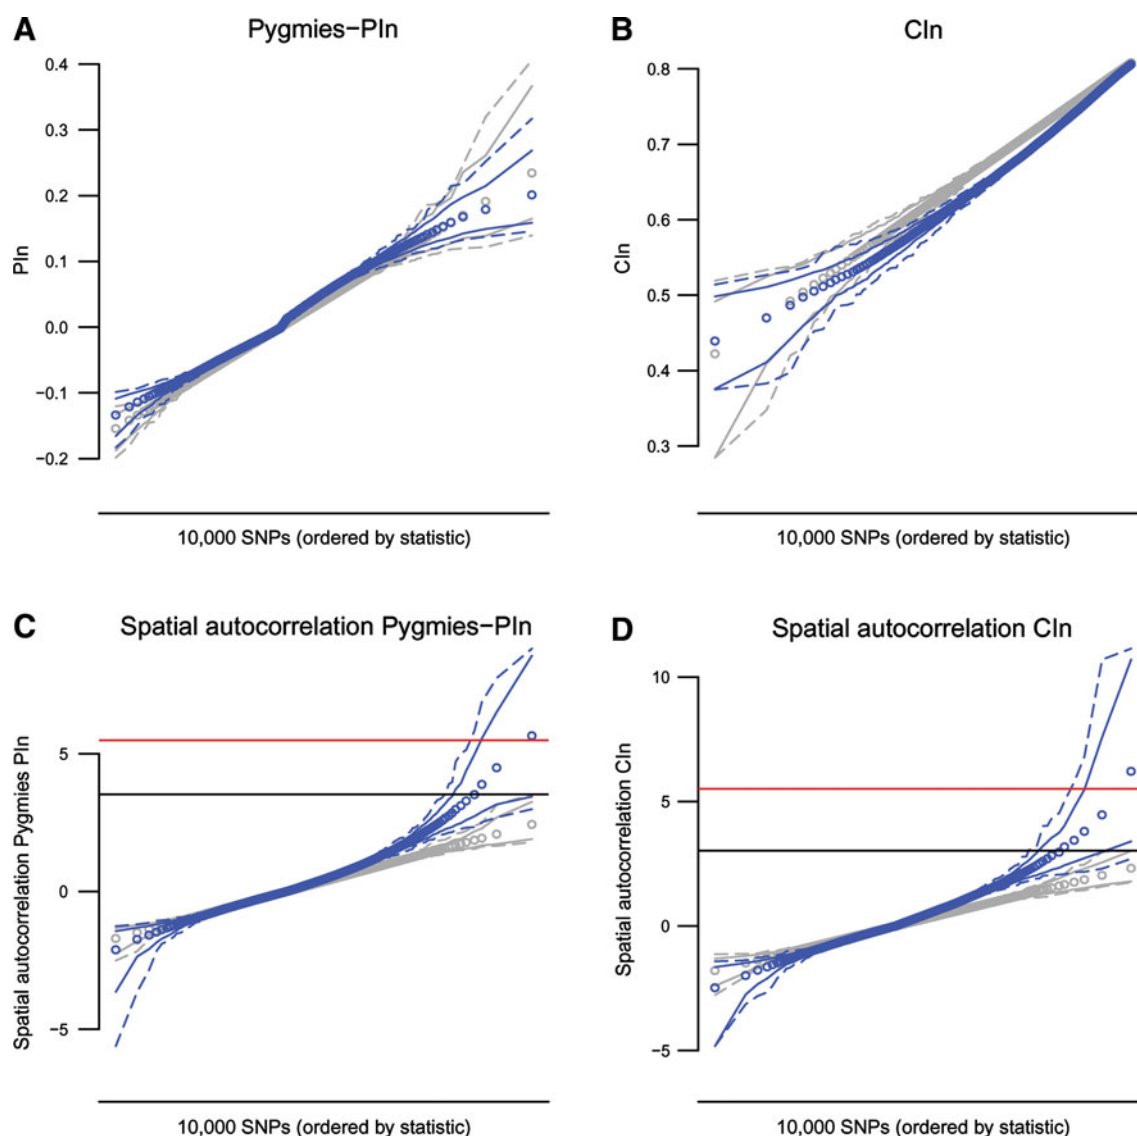 A
Pygmies−PIn
PIn
0.4
0.3
0.2
0.1
0.0
−0.1
−0.2
10,000 SNPs (ordered by statistic)
B
CIn
CIn
0.8
0.7
0.6
0.5
0.4
0.3
10,000 SNPs (ordered by statistic)
C
Spatial autocorrelation Pygmies−PIn
Spatial autocorrelation Pygmies PIn
5
0
−5
10,000 SNPs (ordered by statistic)
D
Spatial autocorrelation CIn
Spatial autocorrelation CIn
10
5
0
−5
10,000 SNPs (ordered by statistic)